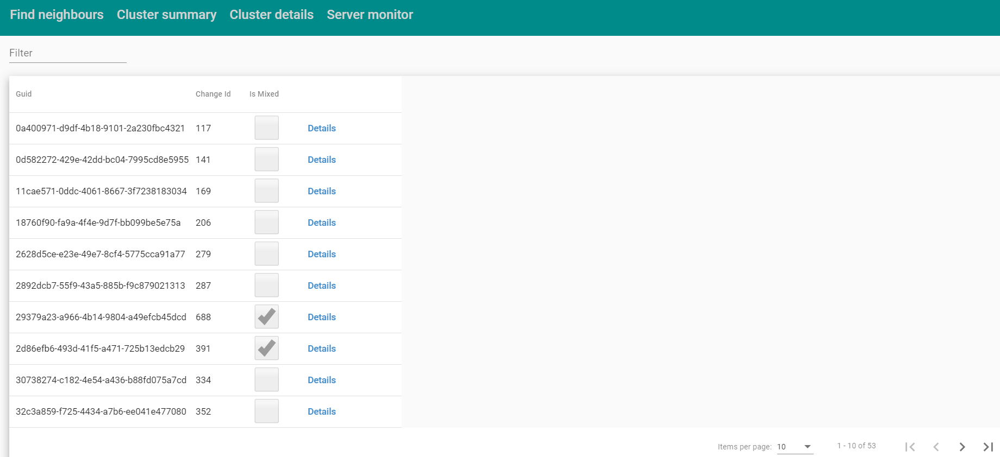 Find neighbours Cluster summary Cluster details Server monitor
Filter
Guid Change Id Is Mixed
0a400971-d9df-4b18-9101-2a230fbc4321 117 Details
0d582272-429e-42dd-bc04-7995cd8e5955 141 Details
11cae571-0ddc-4061-8667-3f7238183034 169 Details
18760f90-fa9a-4f4e-9d7f-bb099be5e75a 206 Details
2628d5ce-e23e-49e7-8cf4-5775cca91a77 279 Details
2892dcb7-55f9-43a5-885b-f9c879021313 287 Details
29379a23-a966-4b14-9804-a49efcb45dcd 688 Details
2d86efb6-493d-41f5-a471-725b13edcb29 391 Details
30738274-c182-4e54-a436-b88fd075a7cd 334 Details
32c3a859-f725-4434-a7b6-ee041e477080 352 Details
Items per page: 10 1 - 10 of 53